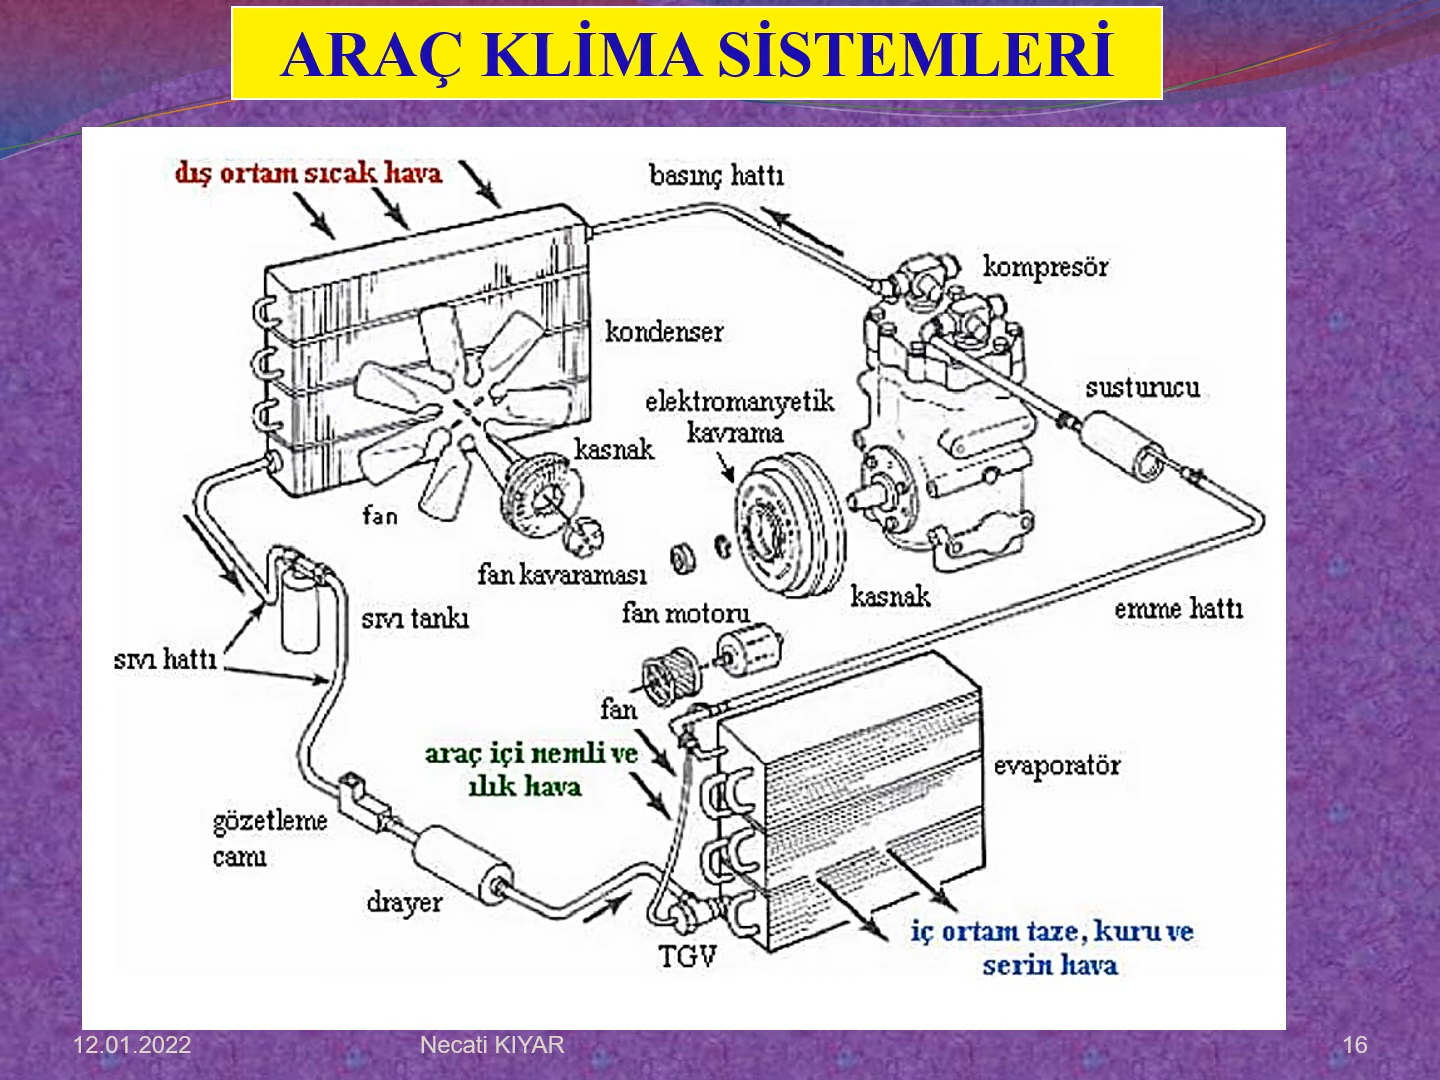 ARAÇ KLİMA SİSTEMLERİ
dış ortam sıcak hava
basınç hattı
kompresör
kondenser
susturucu
elektromanyetik
kavrama
kasnak
fan
fan kavaraması
kasnak
emme hattı
fan motoru
sıvı tankı
sıvı hattı
fan
araç içi nemli ve
ılık hava
evaporatör
gözetleme
camı
drayer
TGV
iç ortam taze, kuru ve
serin hava
12.01.2022
Necati KIYAR
16